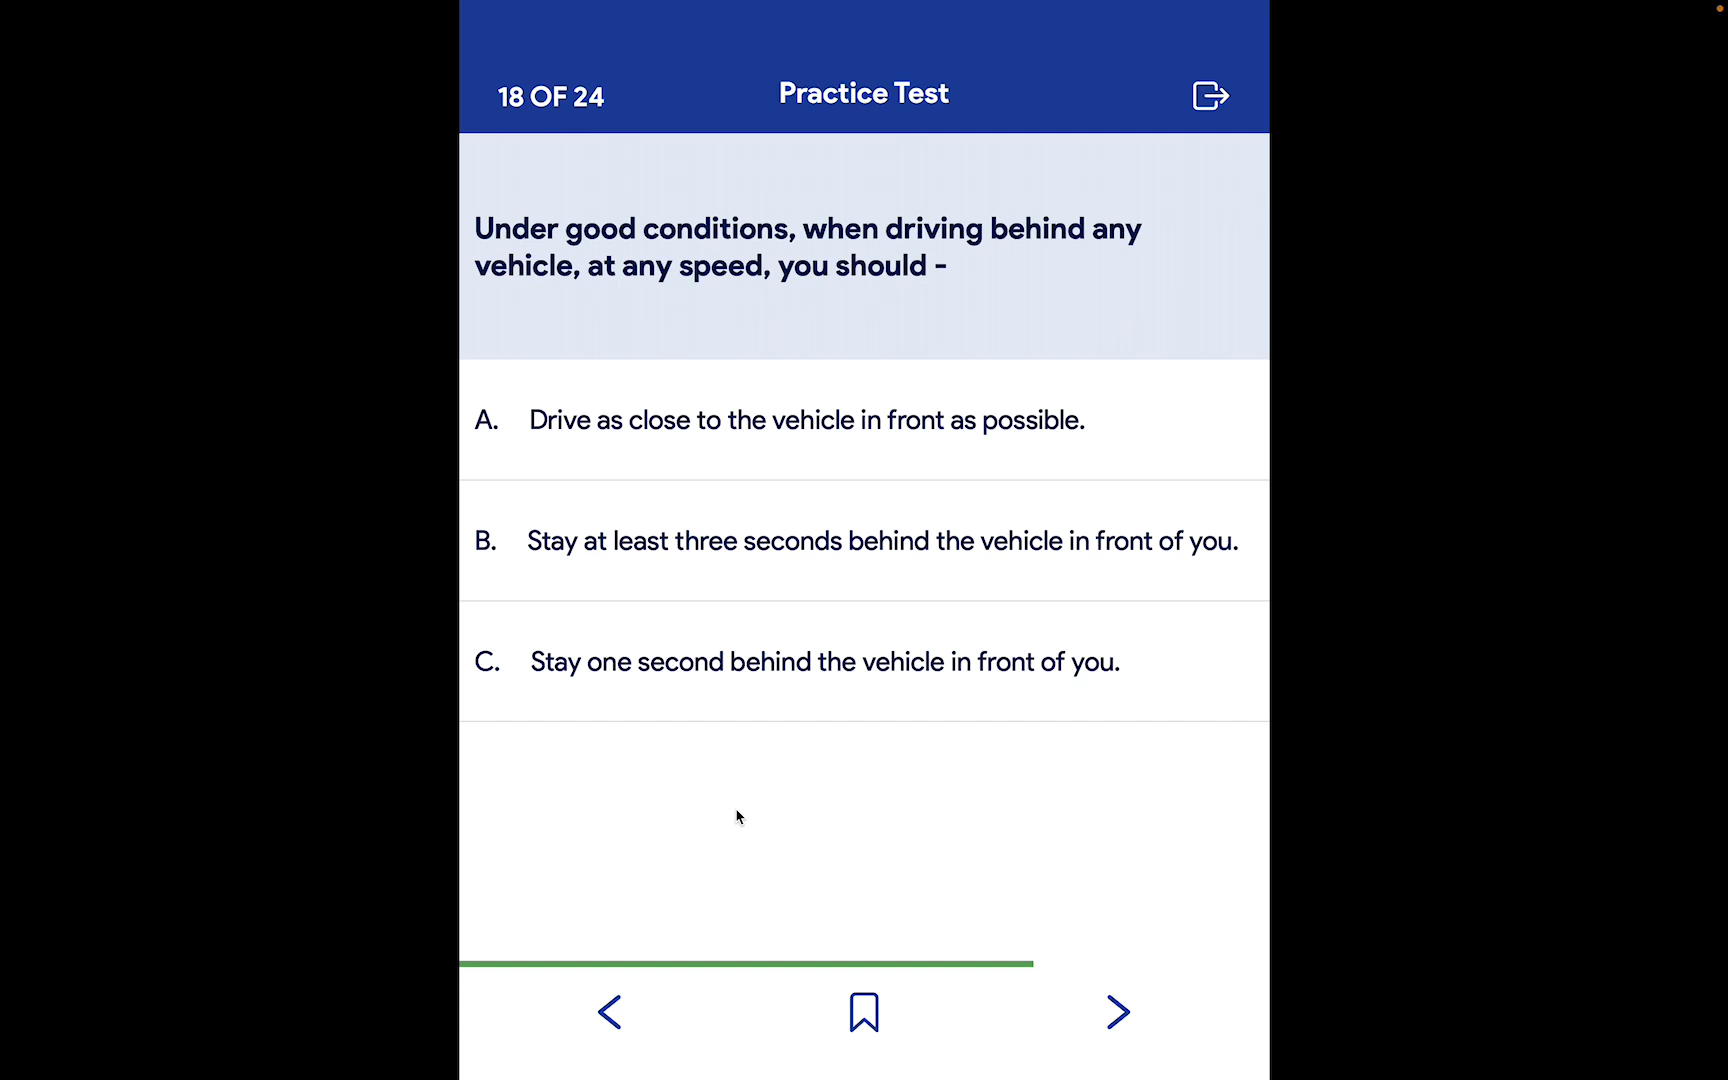 18 OF 24
Practice Test
Under good conditions, when driving behind any
vehicle, at any speed, you should -
A. Drive as close to the vehicle in front as possible.
B. Stay at least three seconds behind the vehicle in front of you.
C. Stay one second behind the vehicle in front of you.